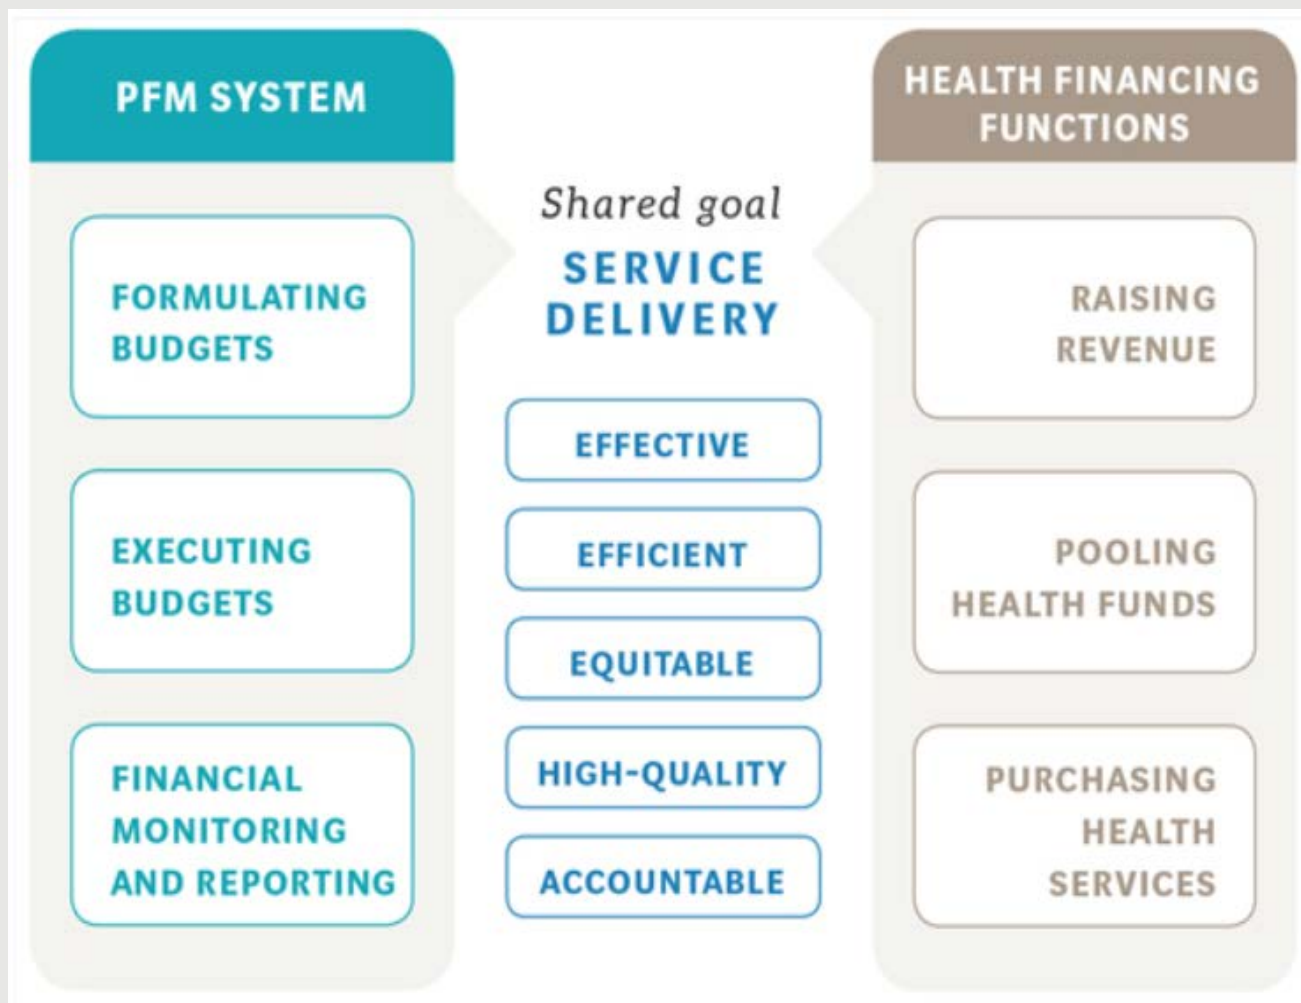 PFM SYSTEM
FORMULATING
BUDGETS
EXECUTING
BUDGETS
FINANCIAL
MONITORING
AND REPORTING
Shared goal
SERVICE
DELIVERY
EFFECTIVE
EFFICIENT
EQUITABLE
HIGH-QUALITY
ACCOUNTABLE
HEALTH FINANCING
FUNCTIONS
RAISING
REVENUE
POOLING
HEALTH FUNDS
PURCHASING
HEALTH
SERVICES